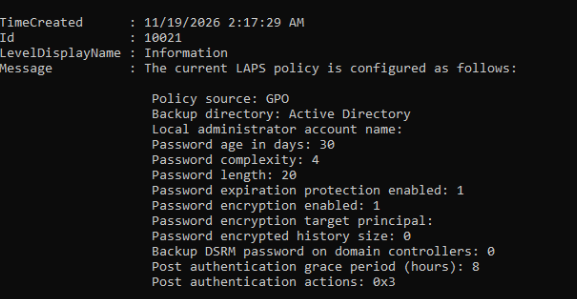 TimeCreated : 11/19/2026 2:17:29 AM
Id : 10021
LevelDisplayName : Information
Message : The current LAPS policy is configured as follows:
Policy source: GPO
Backup directory: Active Directory
Local administrator account name:
Password age in days: 30
Password complexity: 4
Password length: 20
Password expiration protection enabled: 1
Password encryption enabled: 1
Password encryption target principal:
Password encrypted history size: 0
Backup DSRM password on domain controllers: 0
Post authentication grace period (hours): 8
Post authentication actions: 0x3